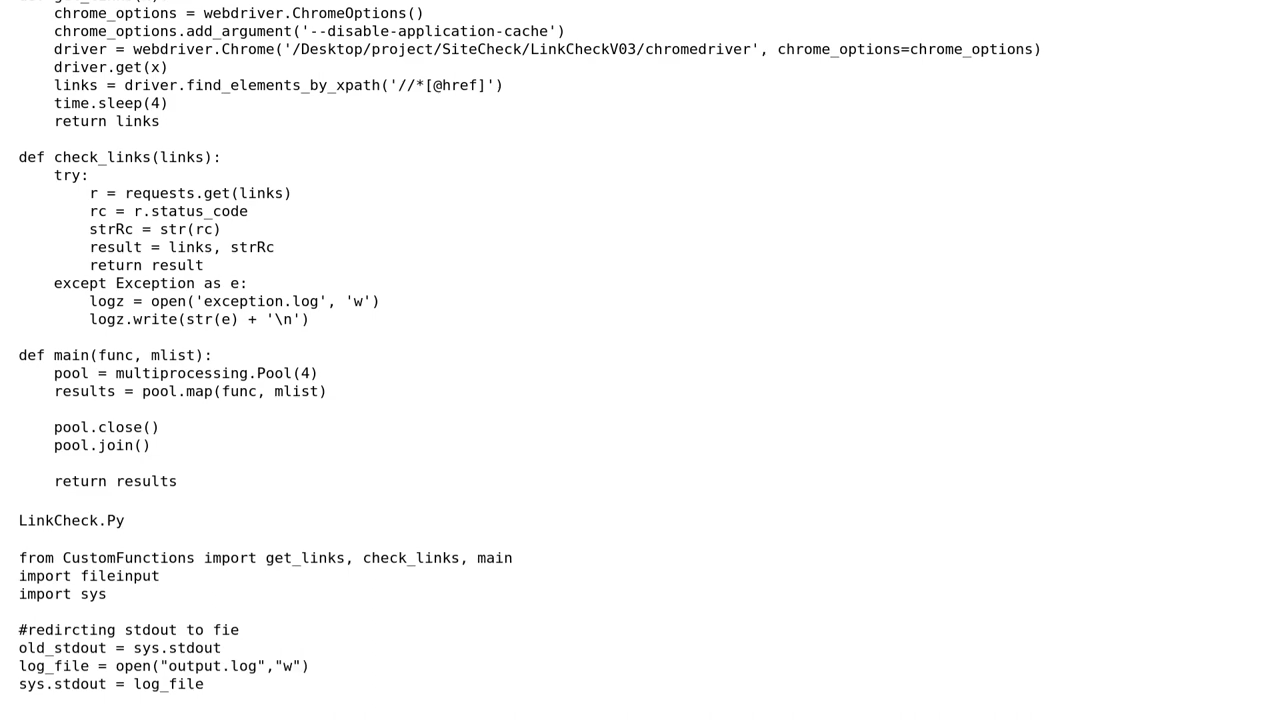 chrome_options = webdriver.ChromeOptions()
    chrome_options.add_argument('--disable-application-cache')
    driver = webdriver.Chrome('/Desktop/project/SiteCheck/LinkCheckV03/chromedriver', chrome_options=chrome_options)
    driver.get(x)
    links = driver.find_elements_by_xpath('//*[@href]')
    time.sleep(4)
    return links

def check_links(links):
    try:
        r = requests.get(links)
        rc = r.status_code
        strRc = str(rc)
        result = links, strRc
        return result
    except Exception as e:
        logz = open('exception.log', 'w')
        logz.write(str(e) + '\n')

def main(func, mlist):
    pool = multiprocessing.Pool(4)
    results = pool.map(func, mlist)

    pool.close()
    pool.join()

    return results

LinkCheck.Py

from CustomFunctions import get_links, check_links, main
import fileinput
import sys

#redircting stdout to fie
old_stdout = sys.stdout
log_file = open("output.log","w")
sys.stdout = log_file